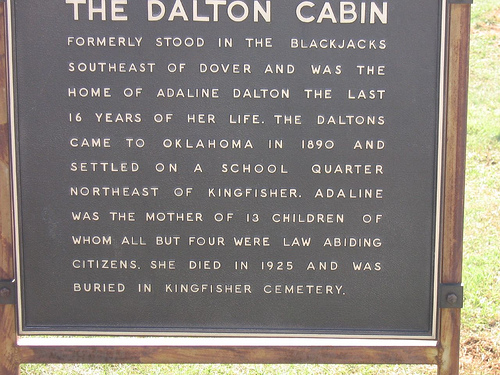 THE DALTON CABIN
FORMERLY STOOD IN THE BLACKJACKS
SOUTHEAST OF DOVER AND WAS THE
HOME OF ADALINE DALTON THE LAST
16 YEARS OF HER LIFE. THE DALTONS
CAME TO OKLAHOMA IN 1890 AND
SETTLED ON A SCHOOL QUARTER
NORTHEAST OF KINGFISHER. ADALINE
WAS THE MOTHER OF 13 CHILDREN OF
WHOM ALL BUT FOUR WERE LAW ABIDING
CITIZENS. SHE DIED IN 1925 AND WAS
BURIED IN KINGFISHER CEMETERY.